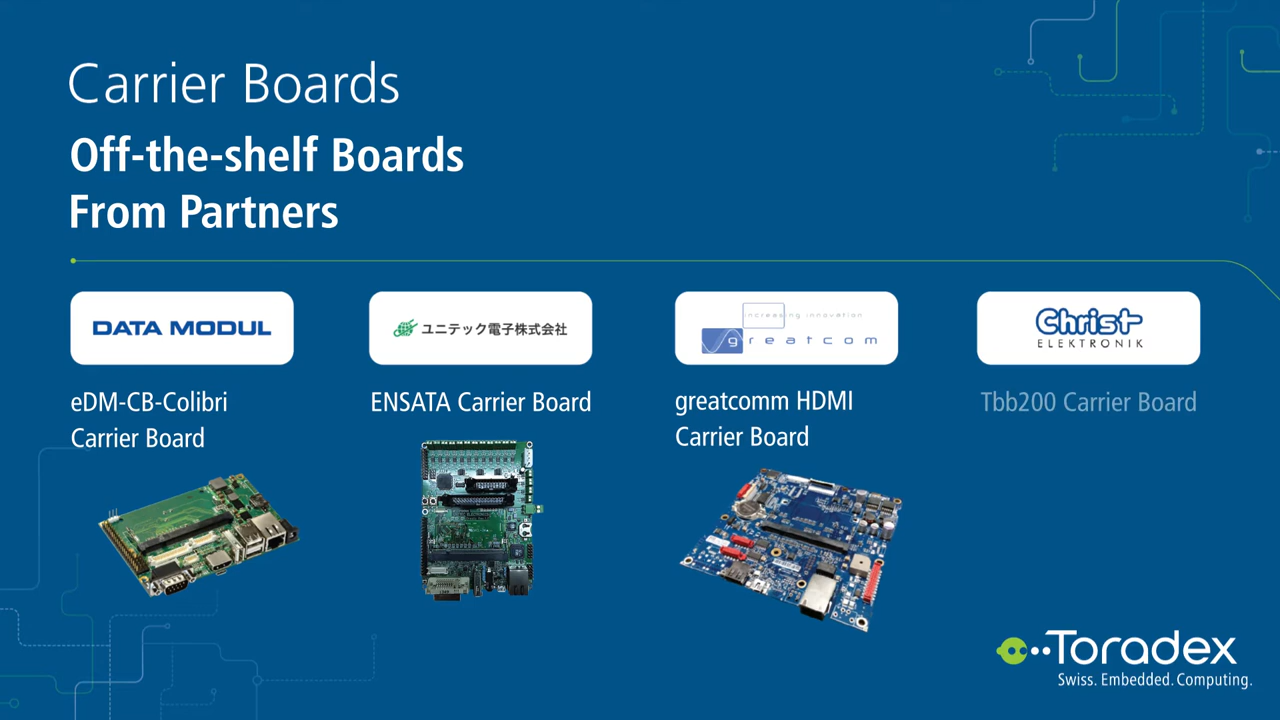 Carrier Boards
Off-the-shelf Boards
From Partners
DATA MODUL
ユニテック電子株式会社
increasing innovation
greatcom
Christ
ELEKTRONIK
eDM-CB-Colibri
Carrier Board
ENSATA Carrier Board
greatcomm HDMI
Carrier Board
Tbb200 Carrier Board
Toradex
Swiss. Embedded. Computing.